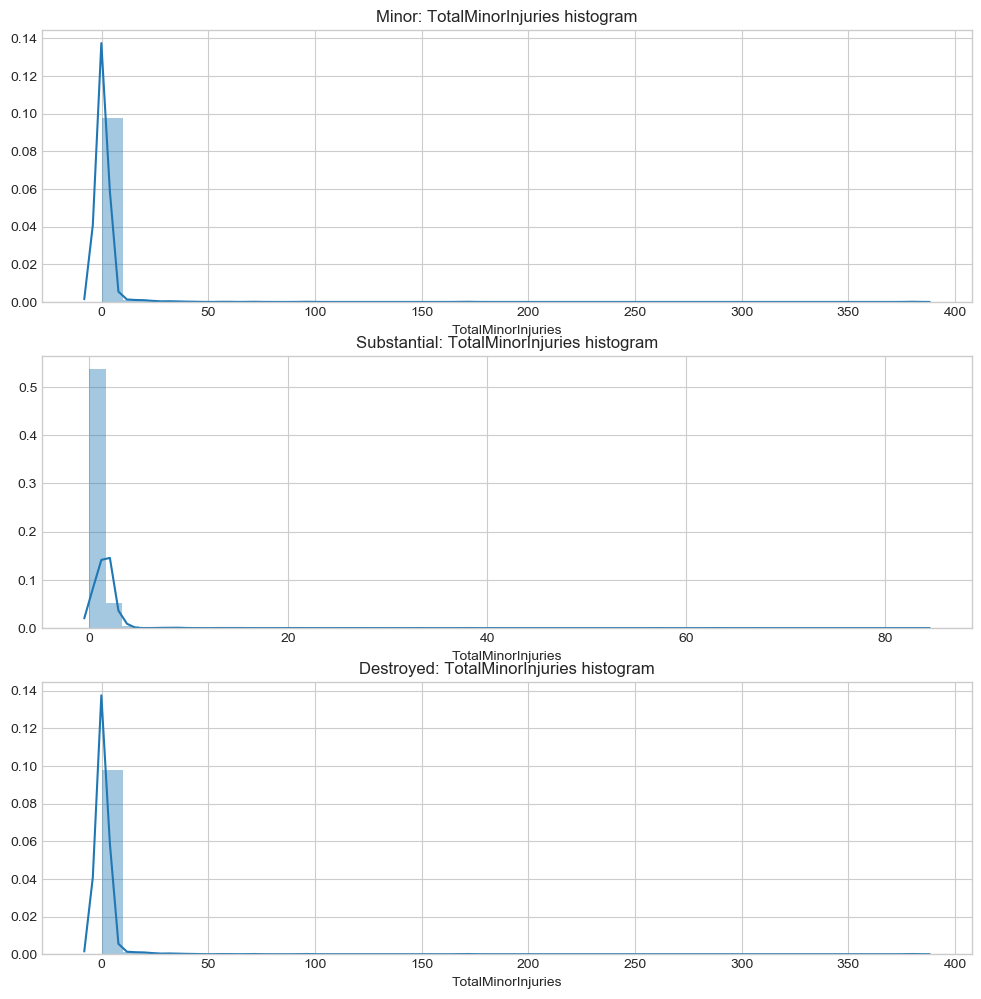 Minor: TotalMinorInjuries histogram
0.14
0.12
0.10
0.08
0.06
0.04
0.02
0.00
0 50 100 150 200 250 300 350 400
TotalMinorInjuries
Substantial: TotalMinorInjuries histogram
0.5
0.4
0.3
0.2
0.1
0.0
0 20 40 60 80
TotalMinorInjuries
Destroyed: TotalMinorInjuries histogram
0.14
0.12
0.10
0.08
0.06
0.04
0.02
0.00
0 50 100 150 200 250 300 350 400
TotalMinorInjuries